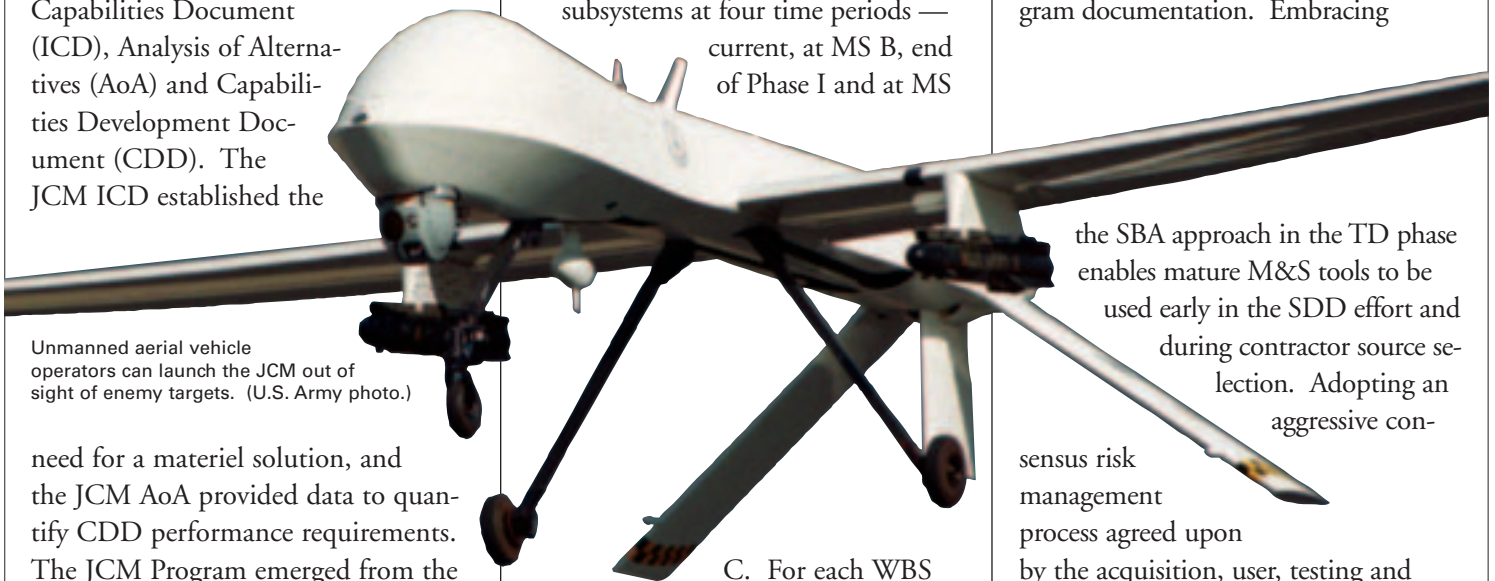 Capabilities Document
(ICD), Analysis of Alterna-
tives (AoA) and Capabili-
ties Development Doc-
ument (CDD). The
JCM ICD established the
Unmanned aerial vehicle
operators can launch the JCM out of
sight of enemy targets. (U.S. Army photo.)
need for a materiel solution, and
the JCM AoA provided data to quan-
tify CDD performance requirements.
The JCM Program emerged from the
subsystems at four time periods —
current, at MS B, end
of Phase I and at MS
C. For each WBS
gram documentation. Embracing
the SBA approach in the TD phase
enables mature M&S tools to be
used early in the SDD effort and
during contractor source se-
lection. Adopting an
aggressive con-
sensus risk
management
process agreed upon
by the acquisition, user, testing and